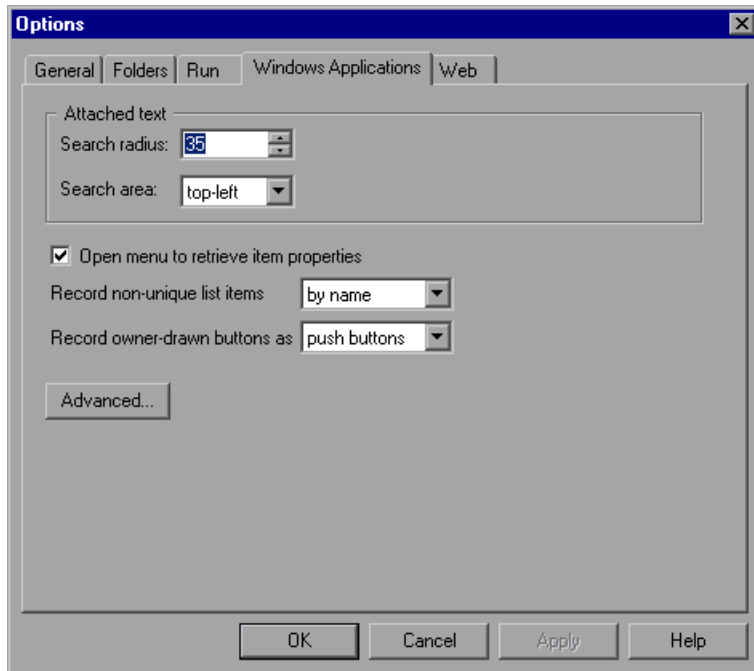 Options
General Folders Run Windows Applications Web
Attached text
Search radius: 35
Search area: top-left
Open menu to retrieve item properties
Record non-unique list items by name
Record owner-drawn buttons as push buttons
Advanced...
OK Cancel Apply Help